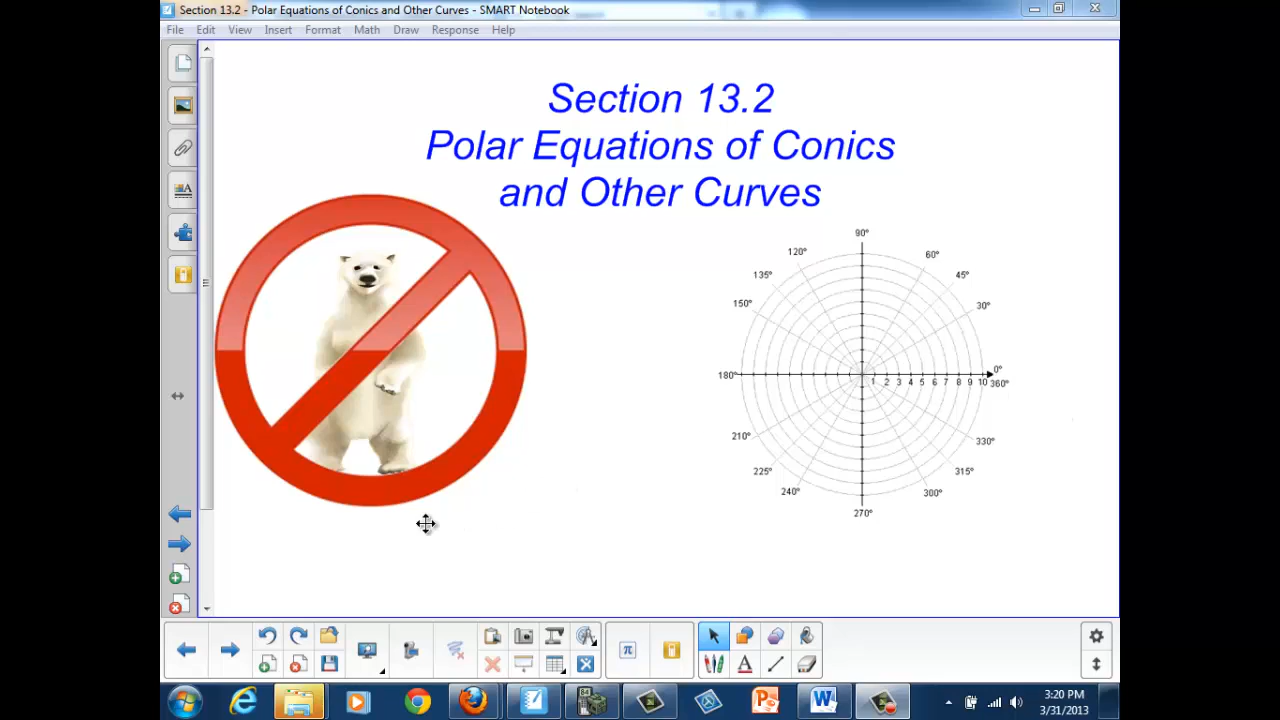 Section 13.2 - Polar Equations of Conics and Other Curves - SMART Notebook
File Edit View Insert Format Math Draw Response Help
Section 13.2
Polar Equations of Conics
and Other Curves
90°
120° 60°
135° 45°
150° 30°
180° 0°
1 2 3 4 5 6 7 8 9 10 360°
210° 330°
225° 315°
240° 300°
270°
π
A
3:20 PM
3/31/2013